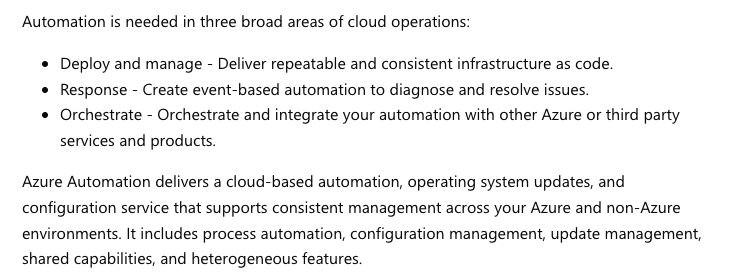 Automation is needed in three broad areas of cloud operations:
• Deploy and manage - Deliver repeatable and consistent infrastructure as code.
• Response - Create event-based automation to diagnose and resolve issues.
• Orchestrate - Orchestrate and integrate your automation with other Azure or third party
services and products.
Azure Automation delivers a cloud-based automation, operating system updates, and
configuration service that supports consistent management across your Azure and non-Azure
environments. It includes process automation, configuration management, update management,
shared capabilities, and heterogeneous features.